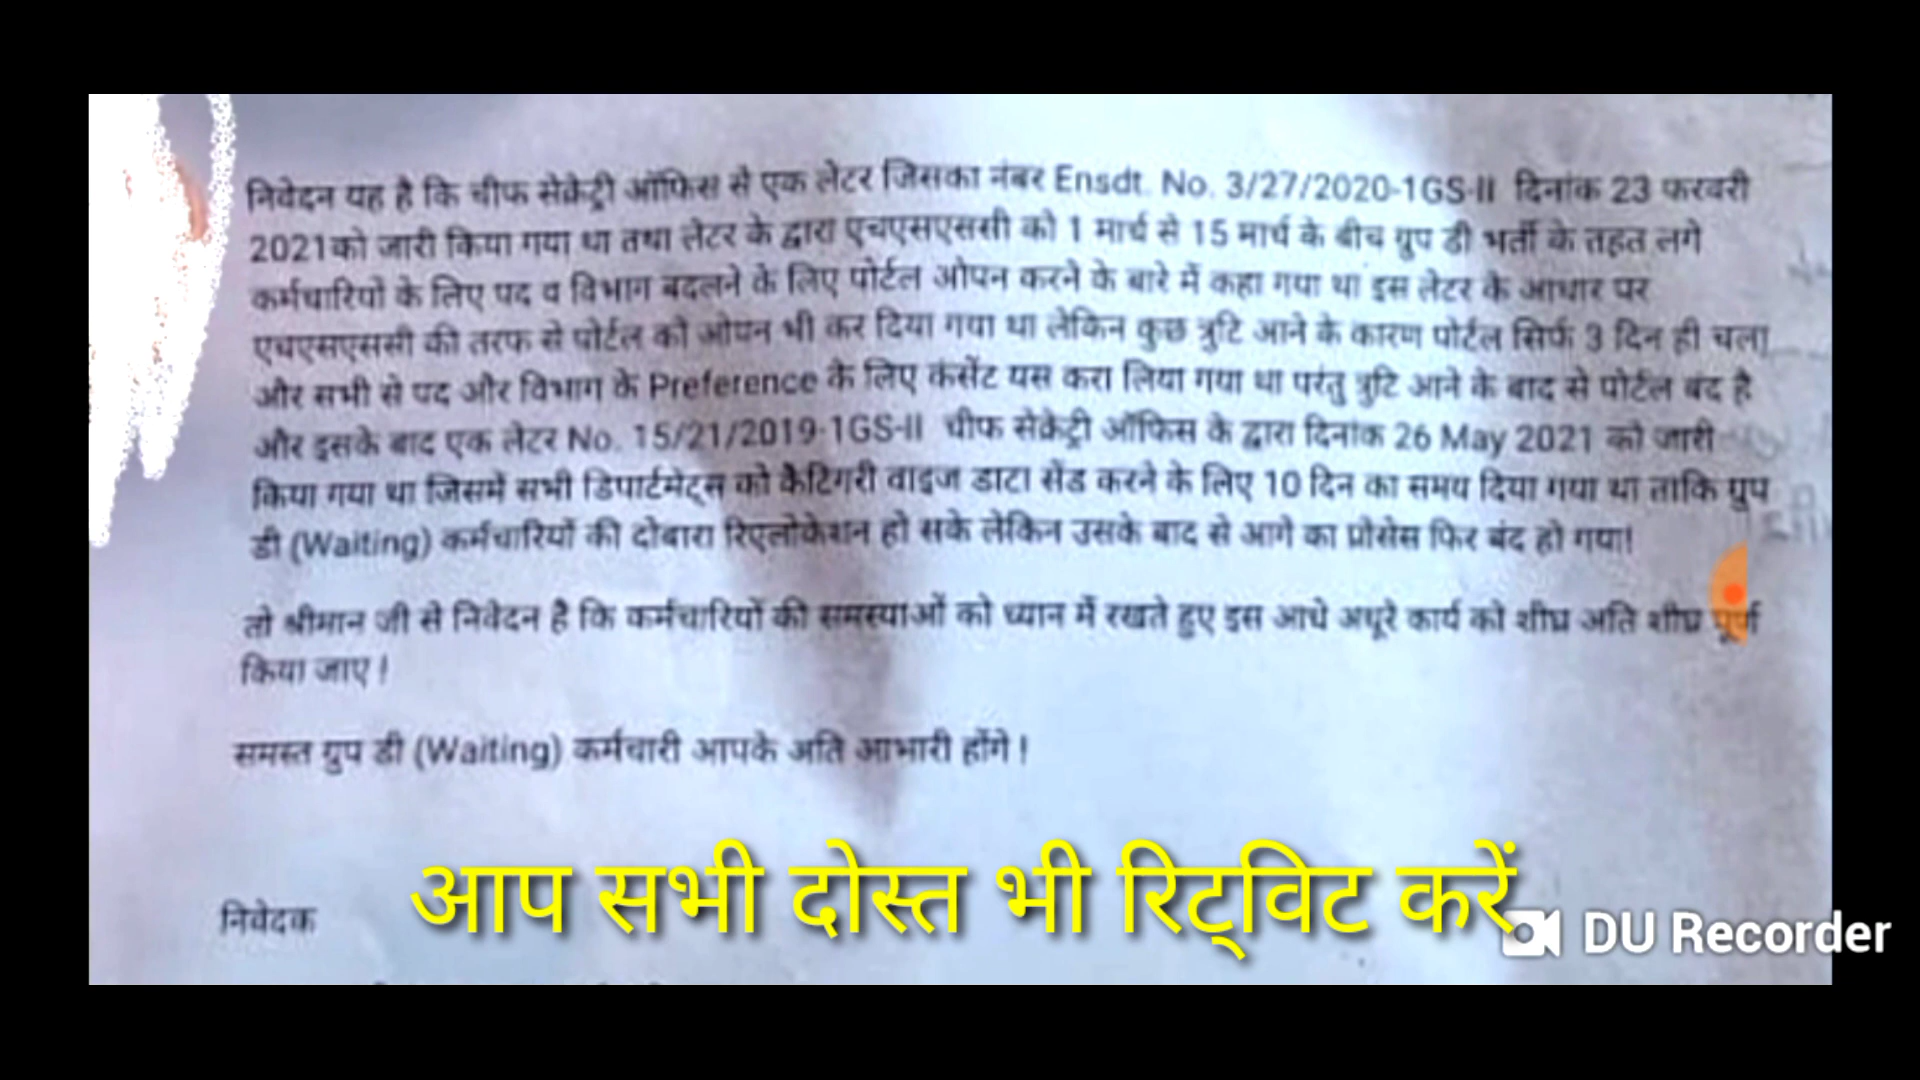 निवेदन यह है कि चीफ सेक्रेट्री ऑफिस से एक लेटर जिसका नंबर Ensdt. No. 3/27/2020-1GS-II दिनांक 23 फरवरी
2021को जारी किया गया था तथा लेटर के द्वारा एचएसएससी को 1 मार्च से 15 मार्च के बीच ग्रुप डी भर्ती के तहत लगे
कर्मचारियों के लिए पद व विभाग बदलने के लिए पोर्टल ओपन करने के बारे में कहा गया था इस लेटर के आधार पर
एचएसएससी की तरफ से पोर्टल को ओपन भी कर दिया गया था लेकिन कुछ त्रुटि आने के कारण पोर्टल सिर्फ 3 दिन ही चला
और सभी से पद और विभाग के Preference के लिए कंसेंट यस करा लिया गया था परंतु त्रुटि आने के बाद से पोर्टल बंद है
और इसके बाद एक लेटर No. 15/21/2019-1GS-II चीफ सेक्रेट्री ऑफिस के द्वारा दिनांक 26 May 2021 को जारी
किया गया था जिसमें सभी डिपार्टमेंट्स को कैटिगरी वाइज डाटा सेंड करने के लिए 10 दिन का समय दिया गया था ताकि ग्रुप
डी (Waiting) कर्मचारियों की दोबारा रिएलोकेशन हो सके लेकिन उसके बाद से आगे का प्रोसेस फिर बंद हो गया!
तो श्रीमान जी से निवेदन है कि कर्मचारियों की समस्याओं को ध्यान में रखते हुए इस आधे अधूरे कार्य को शीघ्र अति शीघ्र पूर्ण
किया जाए !
समस्त ग्रुप डी (Waiting) कर्मचारी आपके अति आभारी होंगे !
निवेदक
आप सभी दोस्त भी रिट्विट करें
DU Recorder